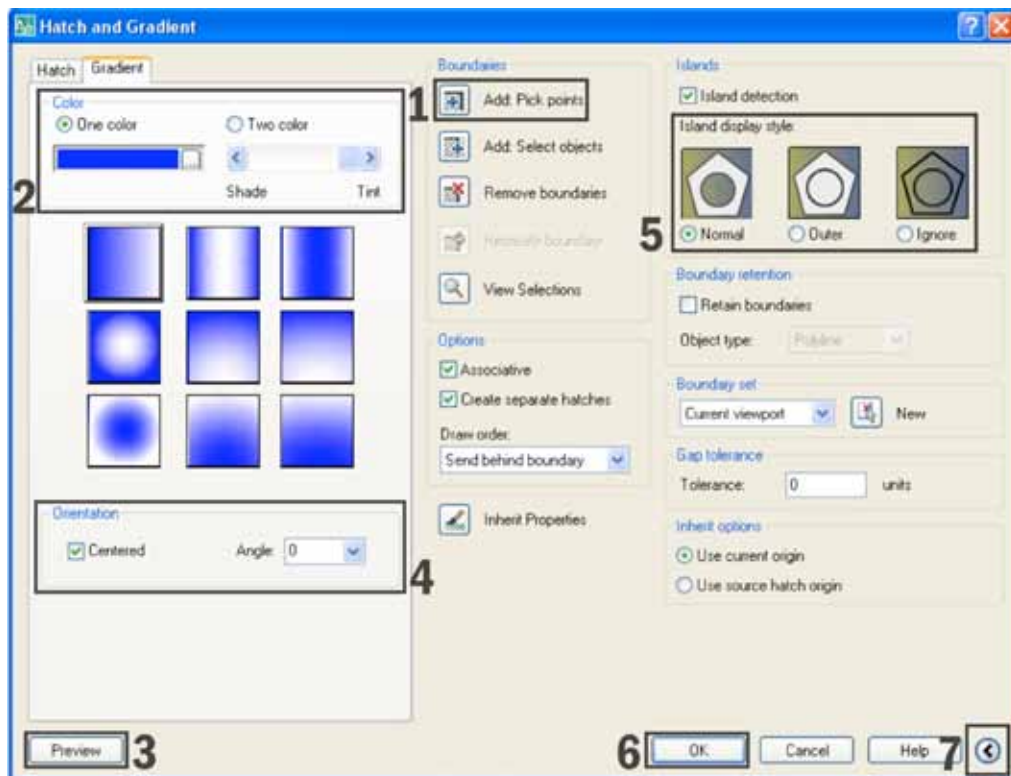 Hatch and Gradient
Hatch
Gradient
Color
One color
Two color
Shade
Tint
2
Orientation
Centered
Angle:
0
4
Preview
3
Boundaries
1
Add: Pick points
Add: Select objects
Remove boundaries
Recreate boundary
View Selections
Options
Associative
Create separate hatches
Draw order:
Send behind boundary
Inherit Properties
Islands
Island detection
Island display style:
5
Normal
Outer
Ignore
Boundary retention
Retain boundaries
Object type:
Polyline
Boundary set
Current viewport
New
Gap tolerance
Tolerance:
0
units
Inherit options
Use current origin
Use source hatch origin
6
OK
Cancel
Help
7